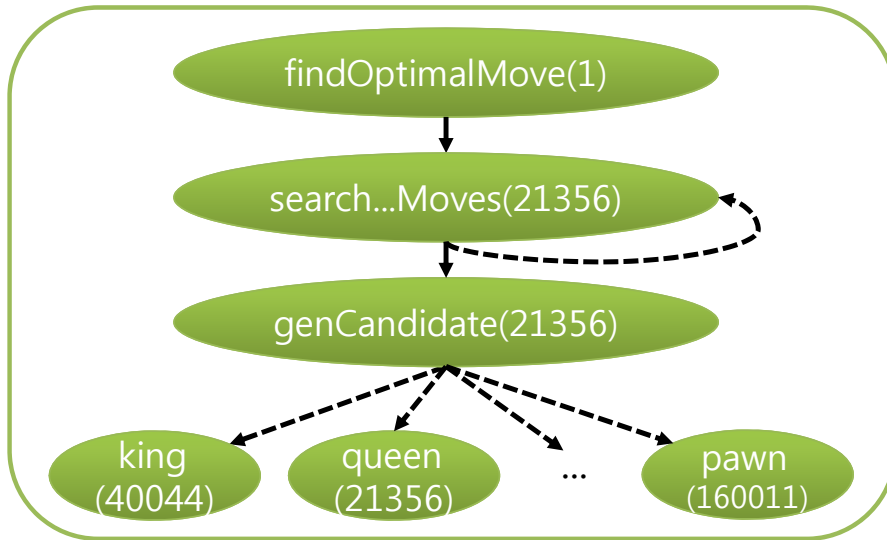 findOptimalMove(1)
search...Moves(21356)
genCandidate(21356)
king
(40044)
queen
(21356)
...
pawn
(160011)